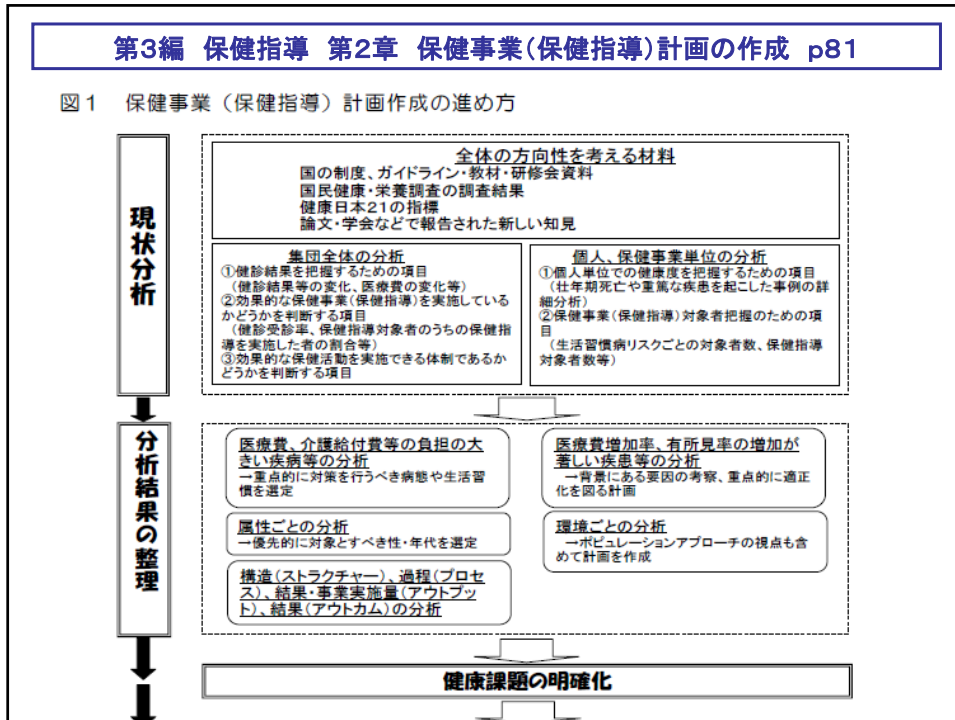 第３編 保健指導 第２章 保健事業（保健指導）計画の作成 p81
図１ 保健事業（保健指導）計画作成の進め方
現状分析
全体の方向性を考える材料
国の制度、ガイドライン・教材・研修会資料
国民健康・栄養調査の調査結果
健康日本２１の指標
論文・学会などで報告された新しい知見
集団全体の分析
①健診結果を把握するための項目
（健診結果等の変化、医療費の変化等）
②効果的な保健事業（保健指導）を実施している "
かどうかを判断する項目
（健診受診率、保健指導対象者のうちの保健指
導を実施した者の割合等）
③効果的な保健活動を実施できる体制であるか
どうかを判断する項目
個人、保健事業単位の分析
①個人単位での健康度を把握するための項目
（壮年期死亡や重篤な疾患を起こした事例の詳
細分析）
②保健事業（保健指導）対象者把握のための項
目
（生活習慣病リスクごとの対象者数、保健指導
対象者数等）
分析結果の整理
医療費、介護給付費等の負担の大
きい疾病等の分析
→重点的に対策を行うべき病態や生活習
慣を選定
医療費増加率、有所見率の増加が
著しい疾患等の分析
→背景にある要因の考察、重点的に適正
化を図る計画
属性ごとの分析
→優先的に対象とすべき性・年代を選定
環境ごとの分析
→ポピュレーションアプローチの視点も含
めて計画を作成
構造（ストラクチャー）、過程（プロセ
ス）、結果・事業実施量（アウトプッ
ト）、結果（アウトカム）の分析
健康課題の明確化